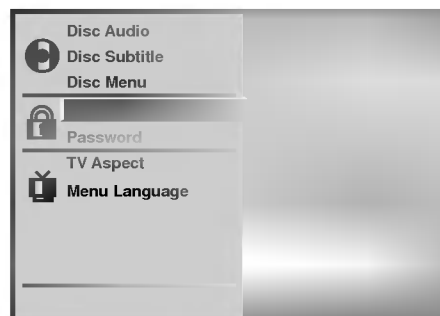 Disc Audio
Disc Subtitle
Disc Menu
Password
TV Aspect
Menu Language